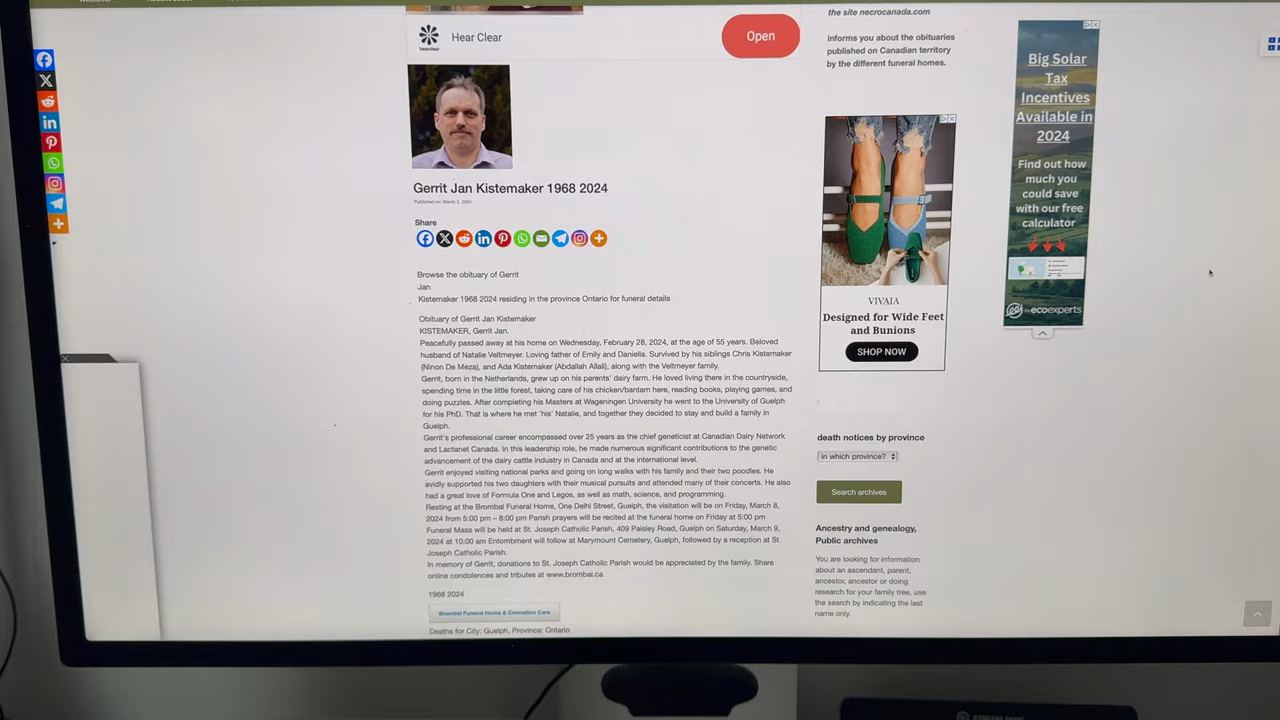 Hear Clear
hearclear
Open
Gerrit Jan Kistemaker 1968 2024
Published on: March 2, 2024
Share
Browse the obituary of Gerrit
Jan
Kistemaker 1968 2024 residing in the province Ontario for funeral details
Obituary of Gerrit Jan Kistemaker
KISTEMAKER, Gerrit Jan.
Peacefully passed away at his home on Wednesday, February 28, 2024, at the age of 55 years. Beloved
husband of Natalie Veltmeyer. Loving father of Emily and Daniella. Survived by his siblings Chris Kistemaker
(Ninon De Meza), and Ada Kistemaker (Abdallah Allali), along with the Veltmeyer family.
Gerrit, born in the Netherlands, grew up on his parents' dairy farm. He loved living there in the countryside,
spending time in the little forest, taking care of his chicken/bantam here, reading books, playing games, and
doing puzzles. After completing his Masters at Wageningen University he went to the University of Guelph
for his PhD. That is where he met 'his' Natalie, and together they decided to stay and build a family in
Guelph.
Gerrit's professional career encompassed over 25 years as the chief geneticist at Canadian Dairy Network
and Lactanet Canada. In this leadership role, he made numerous significant contributions to the genetic
advancement of the dairy cattle industry in Canada and at the international level.
Gerrit enjoyed visiting national parks and going on long walks with his family and their two poodles. He
avidly supported his two daughters with their musical pursuits and attended many of their concerts. He also
had a great love of Formula One and Legos, as well as math, science, and programming.
Resting at the Brombal Funeral Home, One Delhi Street, Guelph, the visitation will be on Friday, March 8,
2024 from 5:00 pm – 8:00 pm Parish prayers will be recited at the funeral home on Friday at 5:00 pm
Funeral Mass will be held at St. Joseph Catholic Parish, 409 Paisley Road, Guelph on Saturday, March 9,
2024 at 10:00 am Entombment will follow at Marymount Cemetery, Guelph, followed by a reception at St.
Joseph Catholic Parish.
In memory of Gerrit, donations to St. Joseph Catholic Parish would be appreciated by the family. Share
online condolences and tributes at www.brombal.ca
1968 2024
Brombal Funeral Home & Cremation Care
Deaths for City: Guelph, Province: Ontario
the site necrocanada.com
informs you about the obituaries
published on Canadian territory
by the different funeral homes.
VIVAIA
Designed for Wide Feet
and Bunions
SHOP NOW
death notices by province
in which province?
Search archives
Ancestry and genealogy,
Public archives
You are looking for information
about an ascendant, parent,
ancestor, ancestor or doing
research for your family tree, use
the search by indicating the last
name only.
Big Solar
Tax
Incentives
Available in
2024
Find out how
much you
could save
with our free
calculator
theecoexperts